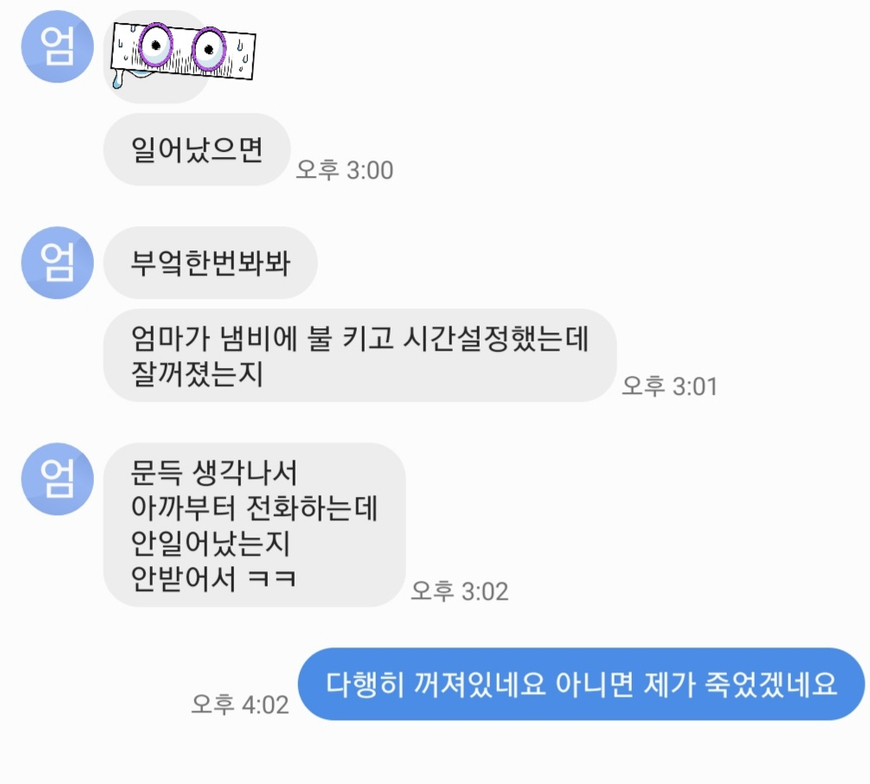 엄
일어났으면
오후 3:00
엄
부엌한번봐봐
엄마가 냄비에 불 키고 시간설정했는데
잘꺼졌는지
오후 3:01
엄
문득 생각나서
아까부터 전화하는데
안일어났는지
안받어서 ㅋㅋ
오후 3:02
다행히 꺼져있네요 아니면 제가 죽었겠네요
오후 4:02